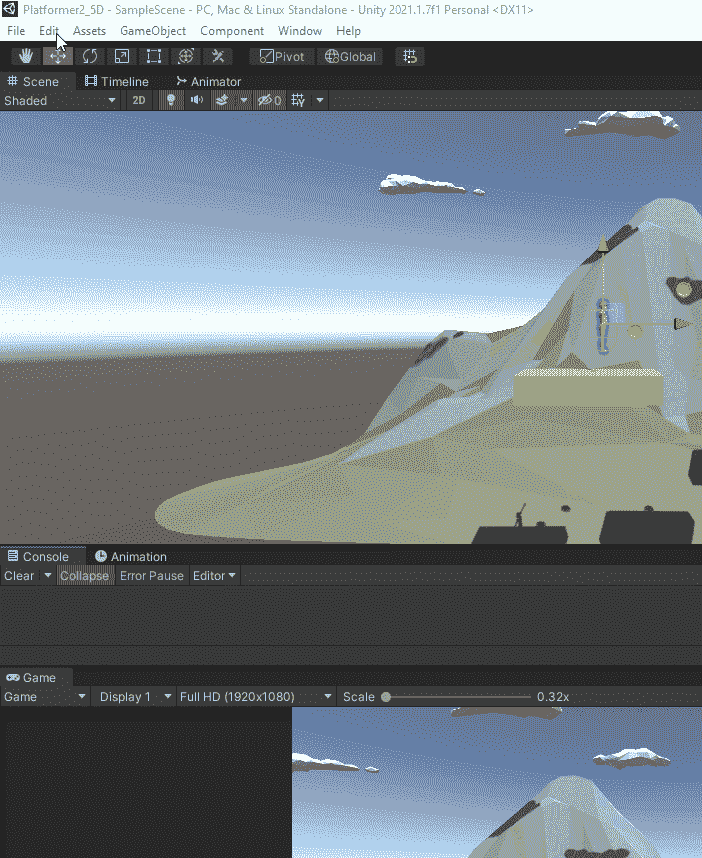 Platformer2_5D - SampleScene - PC, Mac & Linux Standalone - Unity 2021.1.7f1 Personal <DX11>
File Edit Assets GameObject Component Window Help
Pivot Global
Scene Timeline Animator
Shaded 2D 0
Console Animation
Clear Collapse Error Pause Editor
Game
Game Display 1 Full HD (1920x1080) Scale 0.32x